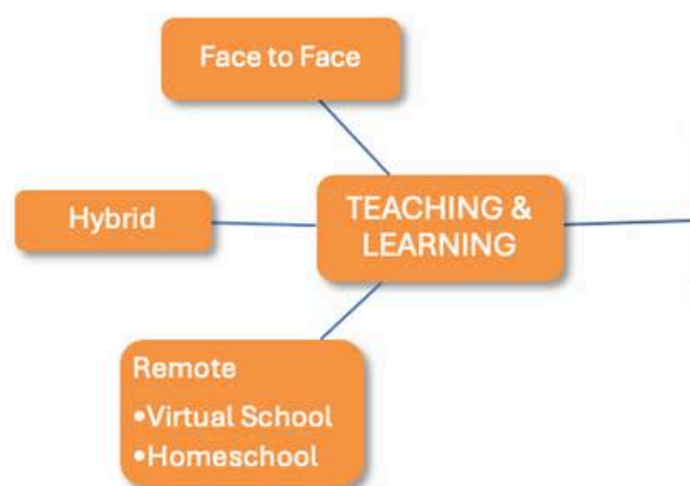 Face to Face
Hybrid
TEACHING &
LEARNING
Remote
•Virtual School
•Homeschool